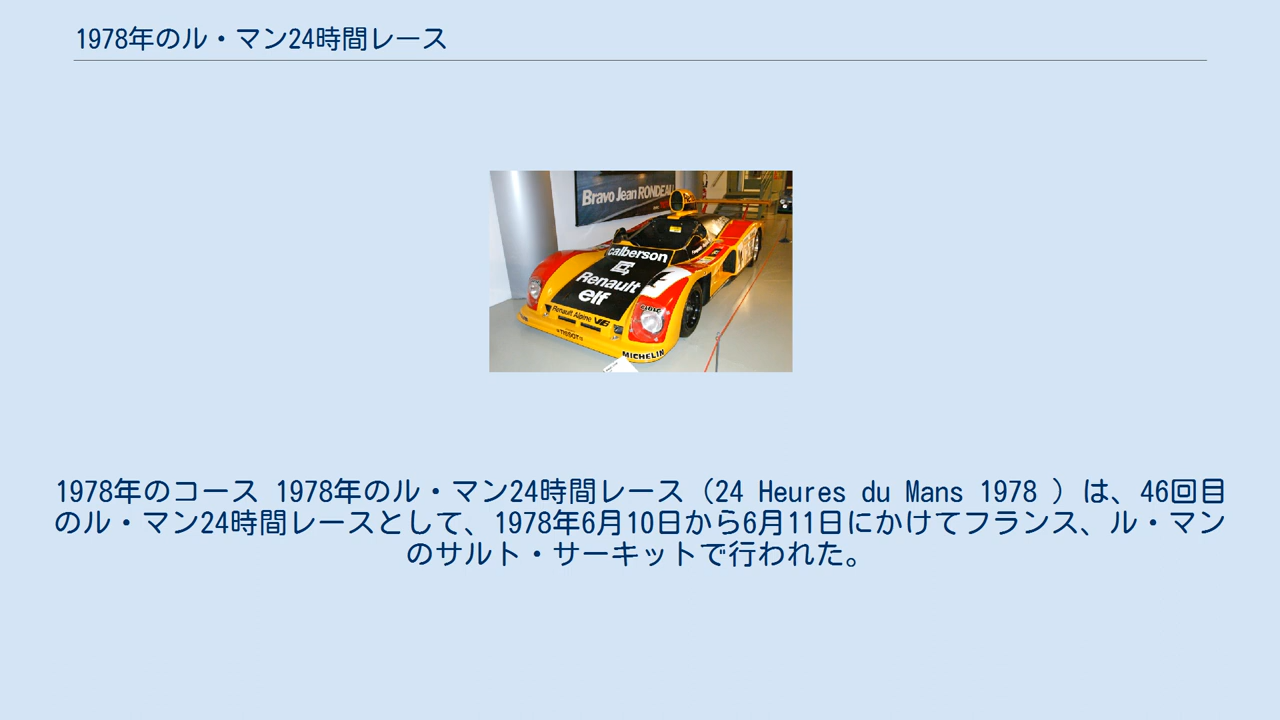 1978年のル・マン24時間レース
Bravo Jean RONDEAU
Calberson
Renault
elf
Renault Alpine V6
TISSOT
MICHELIN
1978年のコース 1978年のル・マン24時間レース（24 Heures du Mans 1978 ）は、46回目
のル・マン24時間レースとして、1978年6月10日から6月11日にかけてフランス、ル・マン
のサルト・サーキットで行われた。